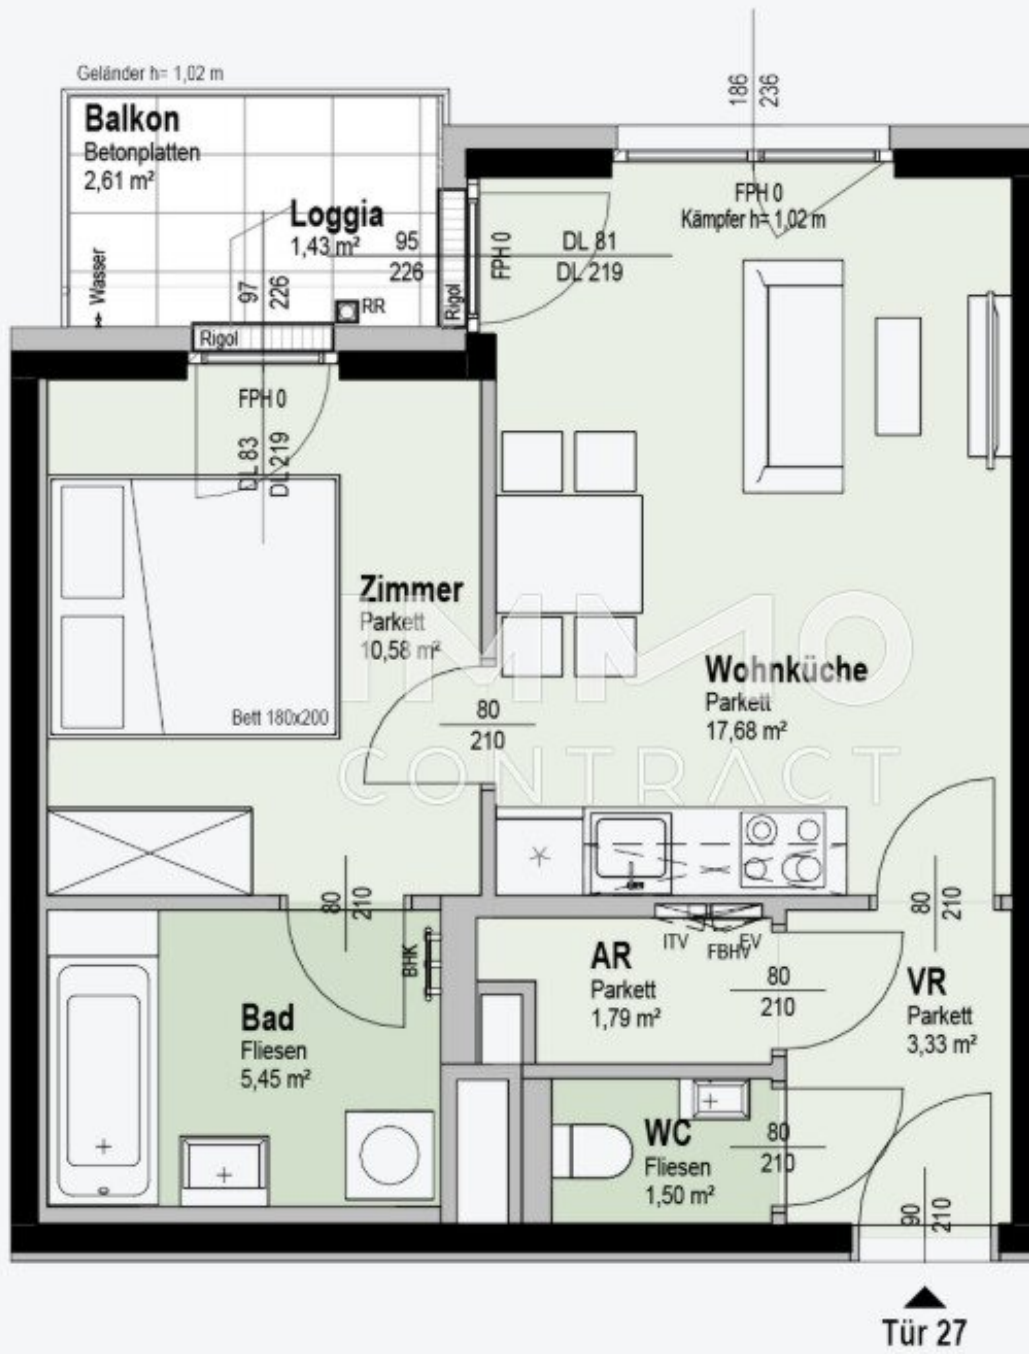 Geländer h= 1,02 m
Balkon
Betonplatten
2,61 m²
Loggia
1,43 m²
Wasser
97
226
RR
Rigol
95
226
Rigol
FPH 0
DL 81
DL 219
186
236
FPH 0
Kämpfer h= 1,02 m
FPH 0
DL 83
DL 219
Zimmer
Parkett
10,58 m²
Bett 180x200
80
210
Wohnküche
Parkett
17,68 m²
IMMO
CONTRACT
80
210
80
210
BHK
Bad
Fliesen
5,45 m²
ITV
FBHV
EV
AR
Parkett
1,79 m²
80
210
VR
Parkett
3,33 m²
WC
Fliesen
1,50 m²
80
210
90
210
Tür 27